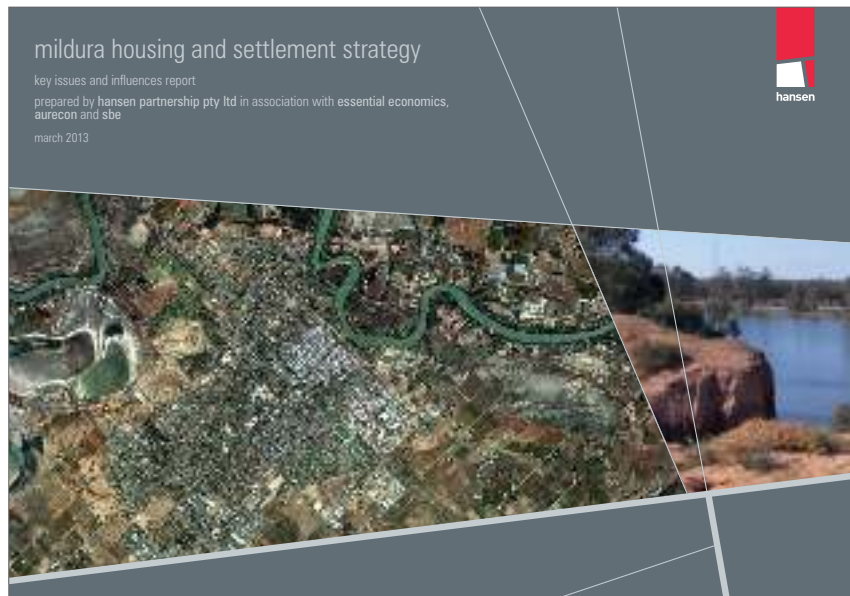 mildura housing and settlement strategy
key issues and influences report
prepared by hansen partnership pty ltd in association with essential economics,
aurecon and sbe
march 2013
hansen